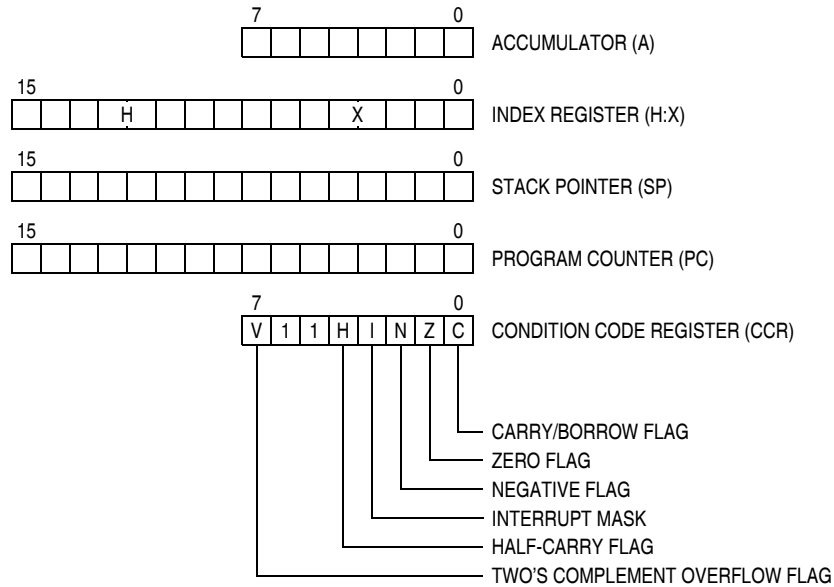 7 0
ACCUMULATOR (A)
15 0
H X INDEX REGISTER (H:X)
15 0
STACK POINTER (SP)
15 0
PROGRAM COUNTER (PC)
7 0
V 1 1 H I N Z C CONDITION CODE REGISTER (CCR)
CARRY/BORROW FLAG
ZERO FLAG
NEGATIVE FLAG
INTERRUPT MASK
HALF-CARRY FLAG
TWO'S COMPLEMENT OVERFLOW FLAG